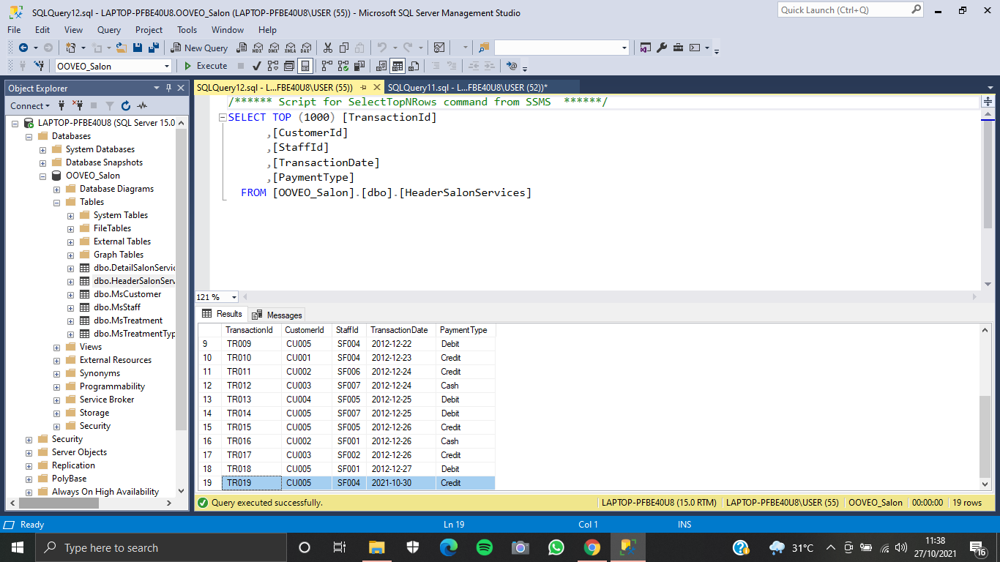 SQLQuery12.sql - LAPTOP-PFBE40U8.OOVEO_Salon (LAPTOP-PFBE40U8\USER (55)) - Microsoft SQL Server Management Studio
Quick Launch (Ctrl+Q)
File Edit View Query Project Tools Window Help
New Query MDX DMX XMLA DAX
OOVEO_Salon Execute
Object Explorer
SQLQuery12.sql - L...FBE40U8\USER (55)) SQLQuery11.sql - L...FBE40U8\USER (52))*
Connect
LAPTOP-PFBE40U8 (SQL Server 15.0
Databases
System Databases
Database Snapshots
OOVEO_Salon
Database Diagrams
Tables
System Tables
FileTables
External Tables
Graph Tables
dbo.DetailSalonServic
dbo.HeaderSalonServ
dbo.MsCustomer
dbo.MsStaff
dbo.MsTreatment
dbo.MsTreatmentTyp
Views
External Resources
Synonyms
Programmability
Service Broker
Storage
Security
Security
Server Objects
Replication
PolyBase
Always On High Availability
/****** Script for SelectTopNRows command from SSMS  ******/
SELECT TOP (1000) [TransactionId]
,[CustomerId]
,[StaffId]
,[TransactionDate]
,[PaymentType]
FROM [OOVEO_Salon].[dbo].[HeaderSalonServices]
121 %
Results Messages
TransactionId CustomerId StaffId TransactionDate PaymentType
9 TR009 CU005 SF004 2012-12-22 Debit
10 TR010 CU001 SF004 2012-12-23 Credit
11 TR011 CU002 SF006 2012-12-24 Credit
12 TR012 CU003 SF007 2012-12-24 Cash
13 TR013 CU004 SF005 2012-12-25 Debit
14 TR014 CU005 SF007 2012-12-25 Debit
15 TR015 CU005 SF005 2012-12-26 Credit
16 TR016 CU002 SF001 2012-12-26 Cash
17 TR017 CU003 SF002 2012-12-26 Credit
18 TR018 CU005 SF001 2012-12-27 Debit
19 TR019 CU005 SF004 2021-10-30 Credit
Query executed successfully. LAPTOP-PFBE40U8 (15.0 RTM) LAPTOP-PFBE40U8\USER (55) OOVEO_Salon 00:00:00 19 rows
Ready Ln 19 Col 1 INS
Type here to search
31°C
11:38
27/10/2021
16